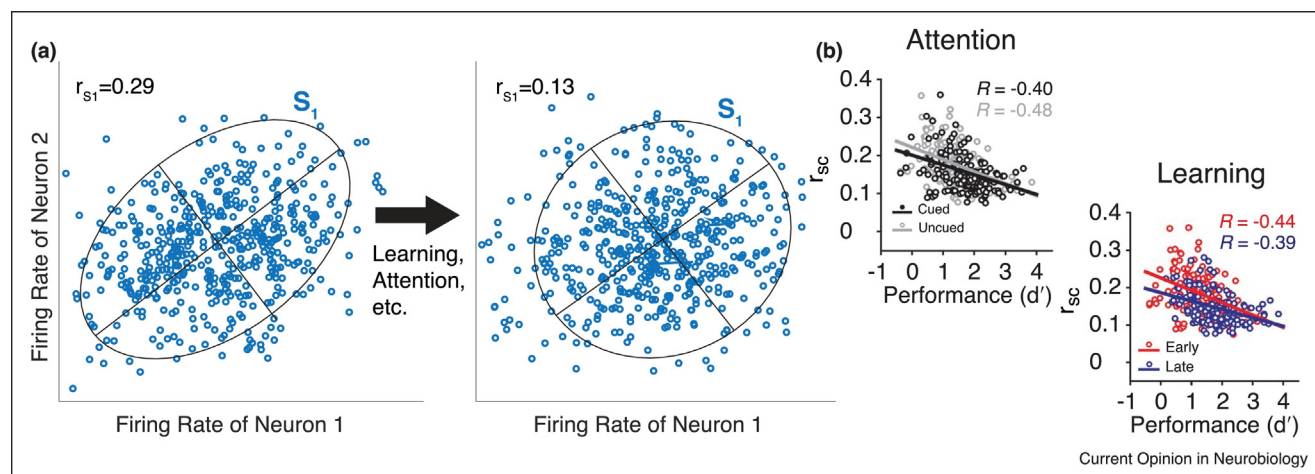 (a)
r_S1=0.29
S_1
Firing Rate of Neuron 2
Firing Rate of Neuron 1
Learning,
Attention,
etc.
r_S1=0.13
S_1
Firing Rate of Neuron 1
(b)
Attention
0.4
0.3
0.2
0.1
0
r_sc
R = -0.40
R = -0.48
Cued
Uncued
-1 0 1 2 3 4
Performance (d′)
Learning
0.4
0.3
0.2
0.1
0
r_sc
R = -0.44
R = -0.39
Early
Late
-1 0 1 2 3 4
Performance (d′)
Current Opinion in Neurobiology